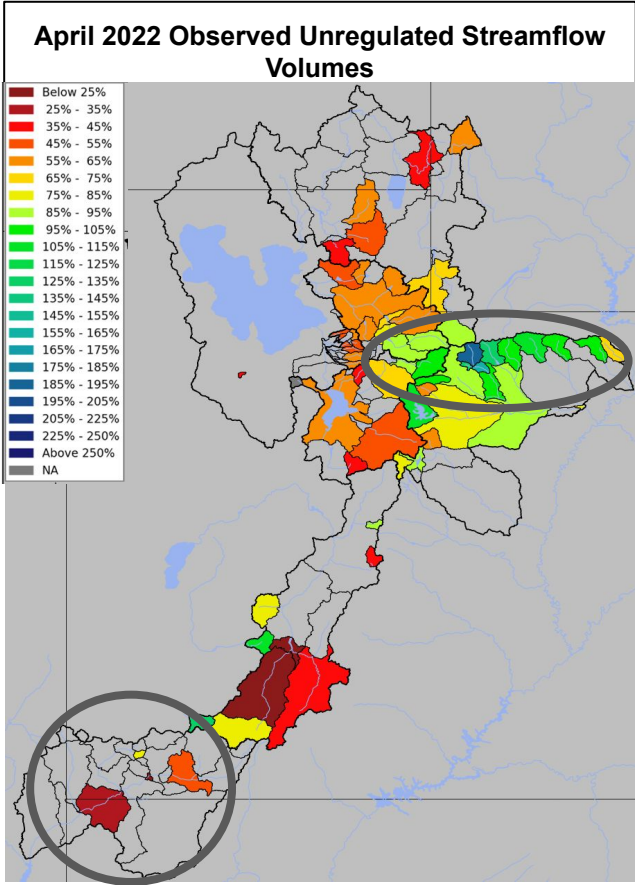 April 2022 Observed Unregulated Streamflow
Volumes
Below 25%
25% - 35%
35% - 45%
45% - 55%
55% - 65%
65% - 75%
75% - 85%
85% - 95%
95% - 105%
105% - 115%
115% - 125%
125% - 135%
135% - 145%
145% - 155%
155% - 165%
165% - 175%
175% - 185%
185% - 195%
195% - 205%
205% - 225%
225% - 250%
Above 250%
NA